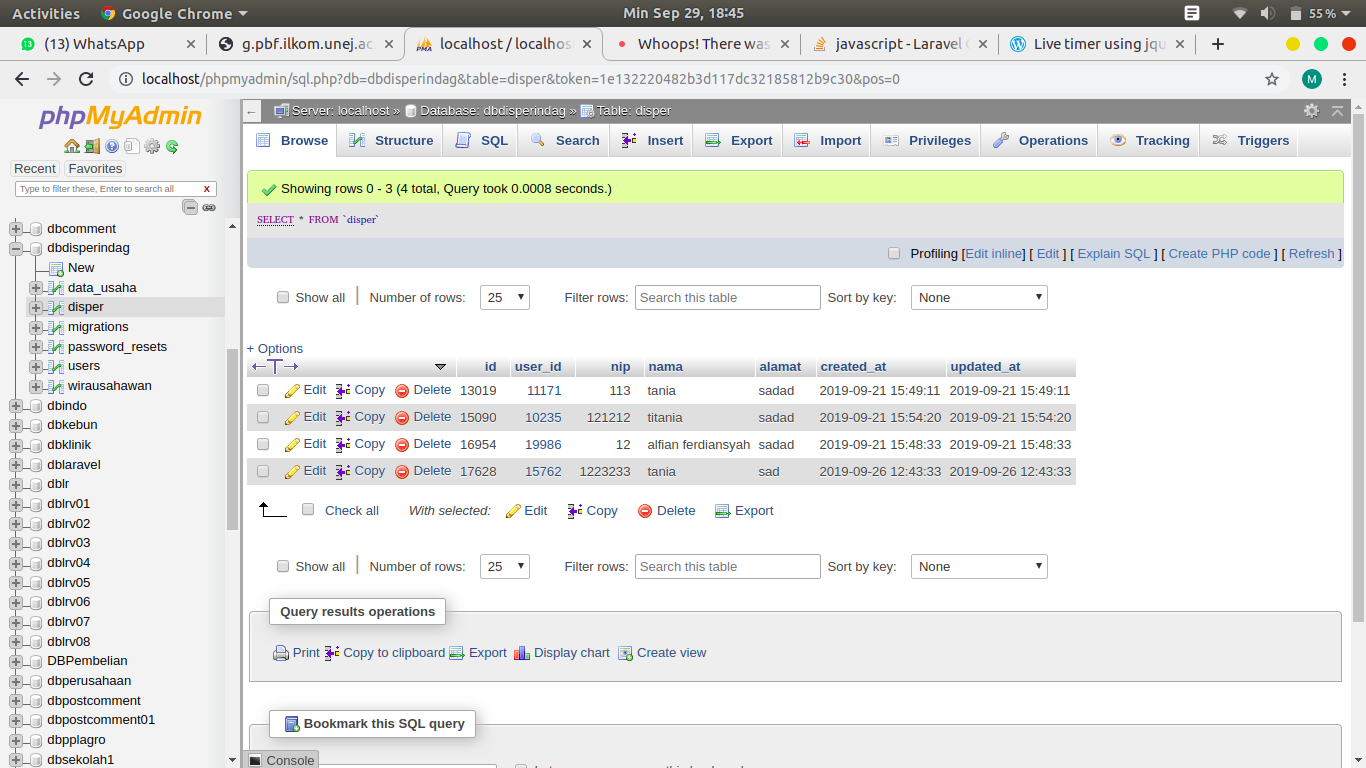 Activities Google Chrome Min Sep 29, 18:45 55%
(13) WhatsApp g.pbf.ilkom.unej.ac localhost / localhos Whoops! There was javascript - Laravel Live timer using jqu
localhost/phpmyadmin/sql.php?db=dbdisperindag&table=disper&token=1e132220482b3d117dc32185812b9c30&pos=0 M
phpMyAdmin
Recent Favorites
Type to filter these, Enter to search all X
dbcomment
dbdisperindag
New
data_usaha
disper
migrations
password_resets
users
wirausahawan
dbindo
dbkebun
dbklinik
dblaravel
dblr
dblrv01
dblrv02
dblrv03
dblrv04
dblrv05
dblrv06
dblrv07
dblrv08
DBPembelian
dbperusahaan
dbpostcomment
dbpostcomment01
dbpplagro
dbsekolah1
Server: localhost » Database: dbdisperindag » Table: disper
Browse Structure SQL Search Insert Export Import Privileges Operations Tracking Triggers
Showing rows 0 - 3 (4 total, Query took 0.0008 seconds.)
SELECT * FROM `disper`
Profiling [Edit inline] [ Edit ] [ Explain SQL ] [ Create PHP code ] [ Refresh ]
Show all | Number of rows: 25 Filter rows: Search this table Sort by key: None
+ Options
←T→ id user_id nip nama alamat created_at updated_at
Edit Copy Delete 13019 11171 113 tania sadad 2019-09-21 15:49:11 2019-09-21 15:49:11
Edit Copy Delete 15090 10235 121212 titania sadad 2019-09-21 15:54:20 2019-09-21 15:54:20
Edit Copy Delete 16954 19986 12 alfian ferdiansyah sadad 2019-09-21 15:48:33 2019-09-21 15:48:33
Edit Copy Delete 17628 15762 1223233 tania sad 2019-09-26 12:43:33 2019-09-26 12:43:33
Check all With selected: Edit Copy Delete Export
Show all | Number of rows: 25 Filter rows: Search this table Sort by key: None
Query results operations
Print Copy to clipboard Export Display chart Create view
Bookmark this SQL query
Console